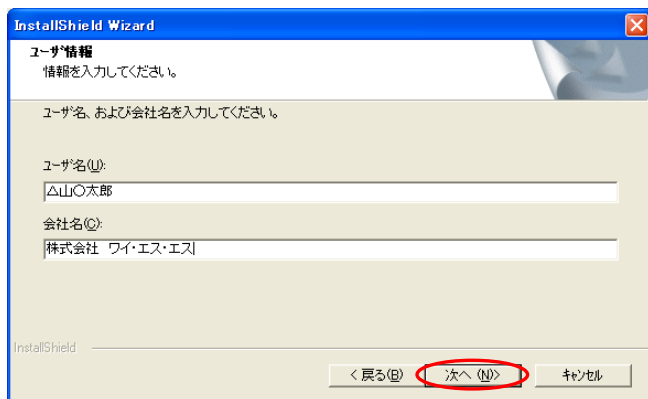 InstallShield Wizard
ユーザ情報
情報を入力してください。
ユーザ名、および会社名を入力してください。
ユーザ名(U):
△山○太郎
会社名(C):
株式会社 ワイ・エス・エス
InstallShield
< 戻る(B) 次へ (N)> キャンセル